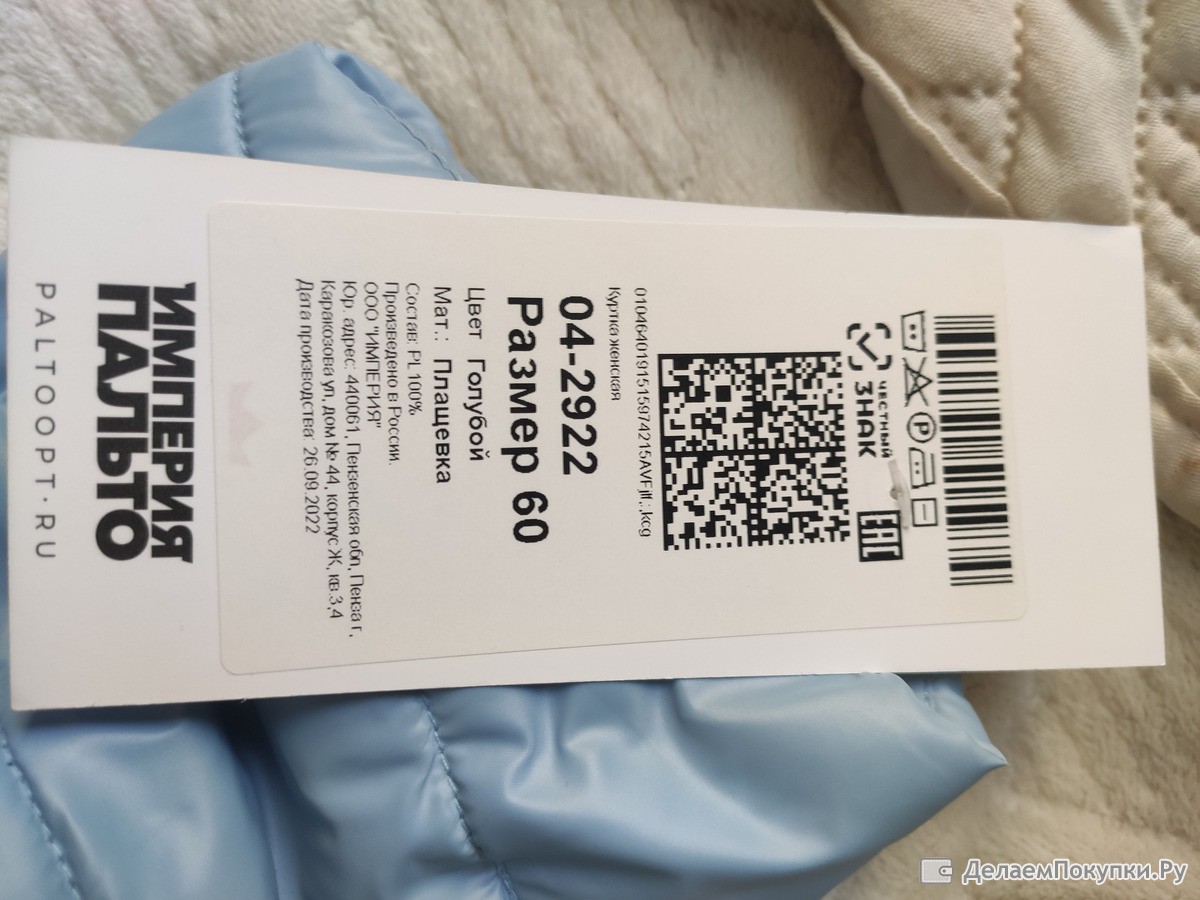 ЧЕСТНЫЙ
ЗНАК
EAC
0104640191515974215AVFjlf,:,kcg
Куртка женская
04-2922
Размер 60
Цвет Голубой
Мат.: Плащевка
Состав: PL 100%
Произведено в России.
ООО "ИМПЕРИЯ"
Юр. адрес: 440061, Пензенская обл, Пенза г,
Каракозова ул, дом № 44, корпус Ж, кв.3,4
Дата производства: 26.09.2022
ИМПЕРИЯ
ПАЛЬТО
PALTOOPT·RU
ДелаемПокупки.Ру